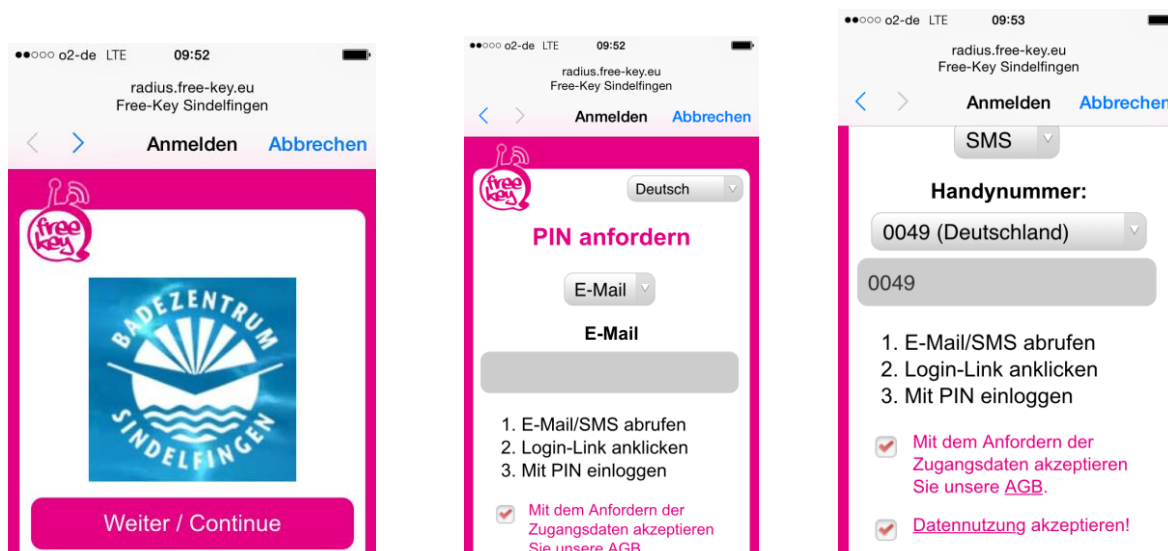 o2-de LTE 09:52
radius.free-key.eu
Free-Key Sindelfingen
Anmelden Abbrechen
free
key
BADEZENTRUM
SINDELFINGEN
Weiter / Continue
o2-de LTE 09:52
radius.free-key.eu
Free-Key Sindelfingen
Anmelden Abbrechen
free
key
Deutsch
PIN anfordern
E-Mail
E-Mail
1. E-Mail/SMS abrufen
2. Login-Link anklicken
3. Mit PIN einloggen
Mit dem Anfordern der
Zugangsdaten akzeptieren
Sie unsere AGB
o2-de LTE 09:53
radius.free-key.eu
Free-Key Sindelfingen
Anmelden Abbrechen
SMS
Handynummer:
0049 (Deutschland)
0049
1. E-Mail/SMS abrufen
2. Login-Link anklicken
3. Mit PIN einloggen
Mit dem Anfordern der
Zugangsdaten akzeptieren
Sie unsere AGB.
Datennutzung akzeptieren!